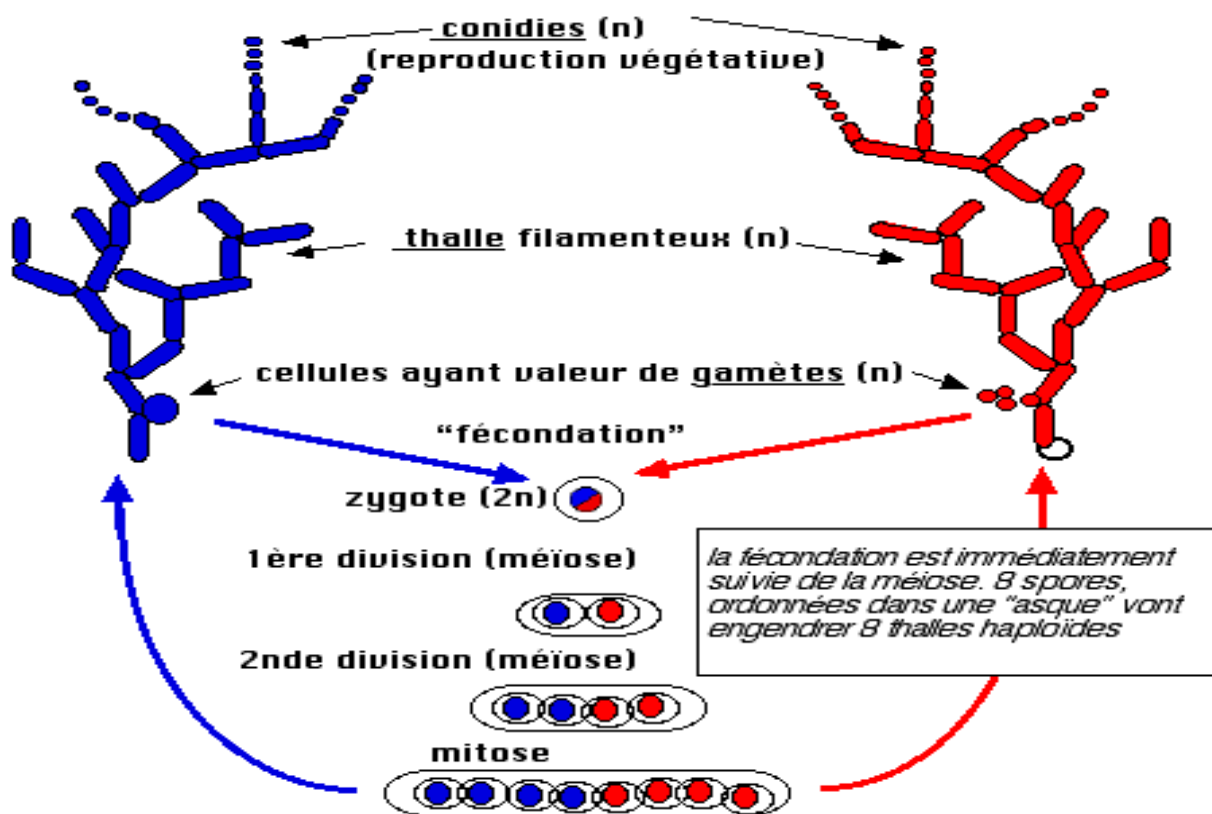 conidies (n)
(reproduction végétative)
thalle filamenteux (n)
cellules ayant valeur de gamètes (n)
"fécondation"
zygote (2n)
1ère division (méïose)
la fécondation est immédiatement
suivie de la méiose. 8 spores,
ordonnées dans une "asque" vont
engendrer 8 thalles haploïdes
2nde division (méïose)
mitose